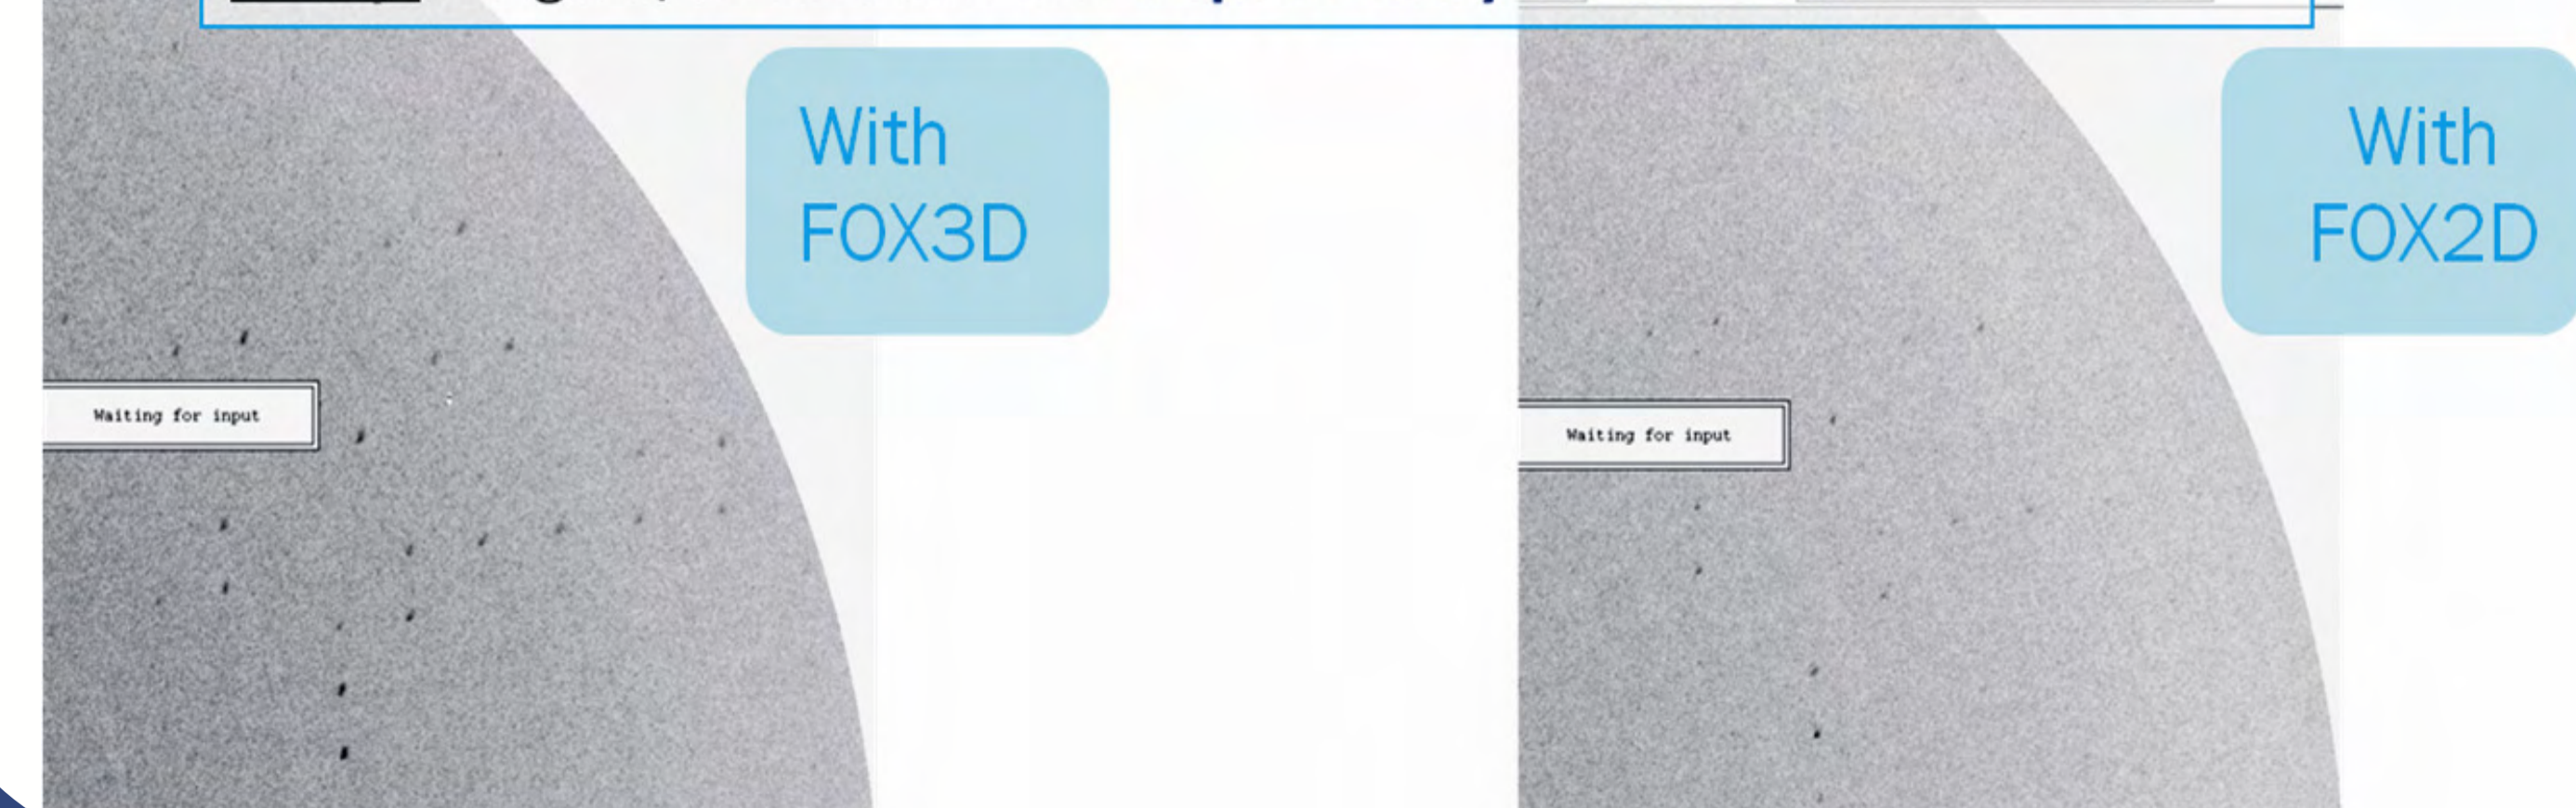 With
FOX3D
With
FOX2D
Waiting for input
Waiting for input